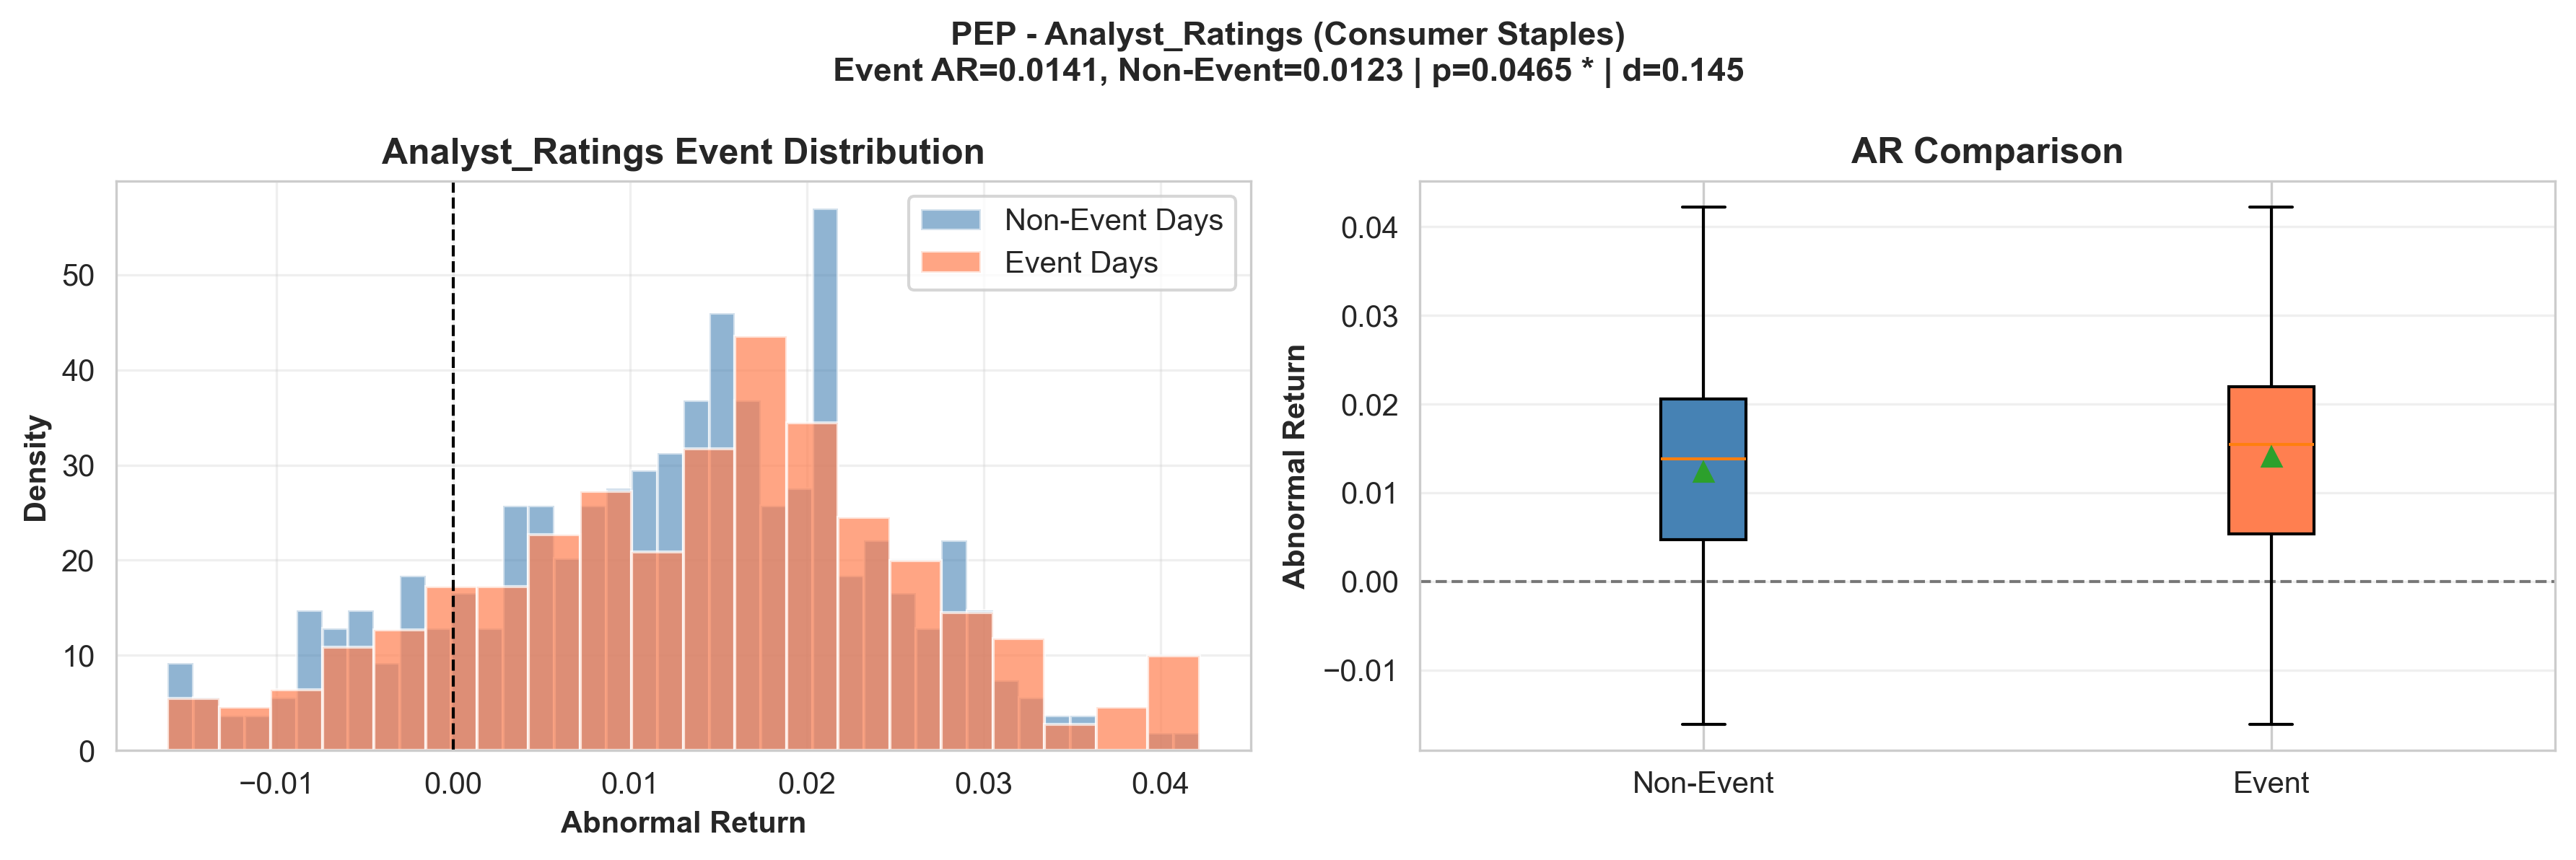 PEP - Analyst_Ratings (Consumer Staples)
Event AR=0.0141, Non-Event=0.0123 | p=0.0465 * | d=0.145
Analyst_Ratings Event Distribution
Non-Event Days
Event Days
Density
50
40
30
20
10
0
−0.01
0.00
0.01
0.02
0.03
0.04
Abnormal Return
AR Comparison
Abnormal Return
0.04
0.03
0.02
0.01
0.00
−0.01
Non-Event
Event